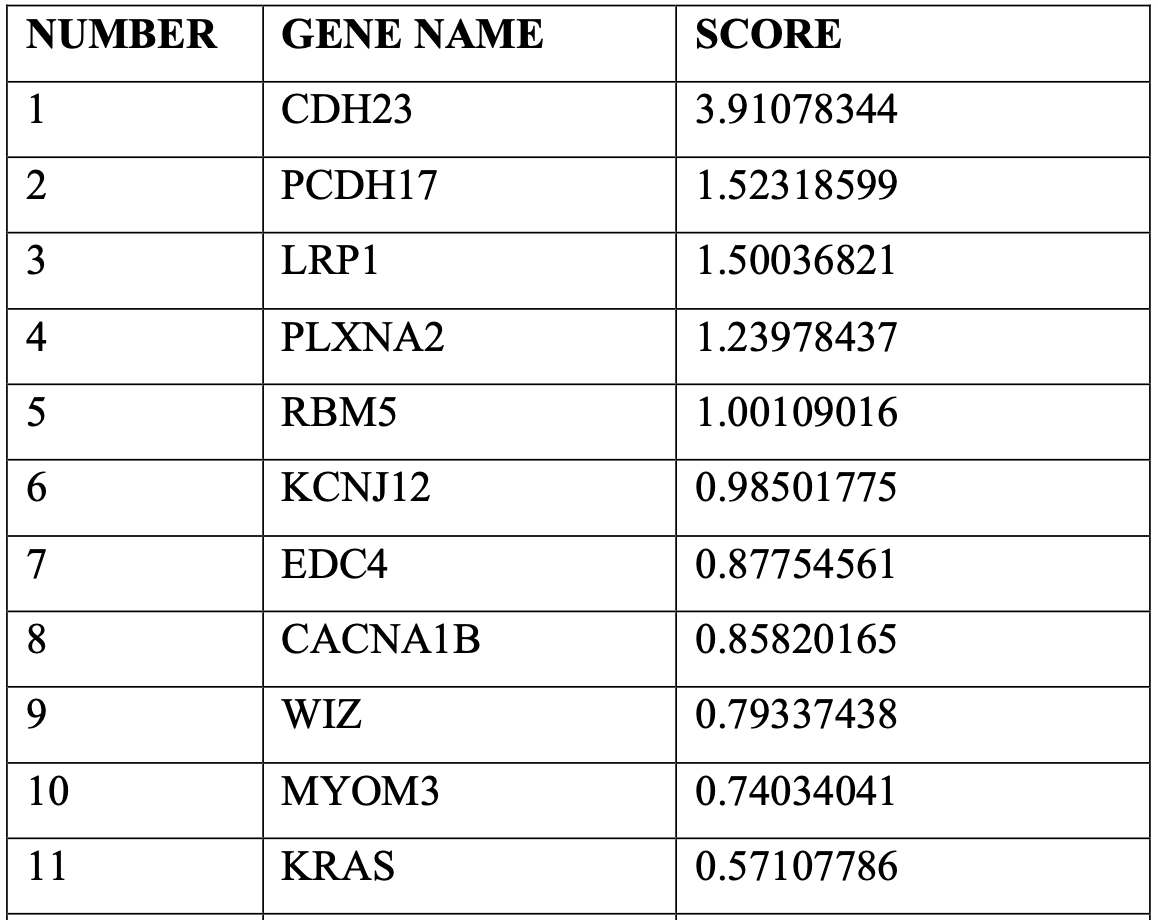 NUMBER GENE NAME SCORE
1 CDH23 3.91078344
2 PCDH17 1.52318599
3 LRP1 1.50036821
4 PLXNA2 1.23978437
5 RBM5 1.00109016
6 KCNJ12 0.98501775
7 EDC4 0.87754561
8 CACNA1B 0.85820165
9 WIZ 0.79337438
10 MYOM3 0.74034041
11 KRAS 0.57107786